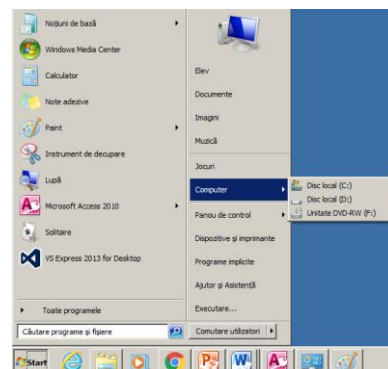 Noțiuni de bază
Windows Media Center
Calculator
Note adezive
Paint
Instrument de decupare
Lupă
Microsoft Access 2010
Solitaire
VS Express 2013 for Desktop
Toate programele
Căutare programe și fișiere
Elev
Documente
Imagini
Muzică
Jocuri
Computer
Panou de control
Dispozitive și imprimante
Programe implicite
Ajutor și Asistență
Executare...
Comutare utilizatori
Disc local (C:)
Disc local (D:)
Unitate DVD-RW (F:)
Start